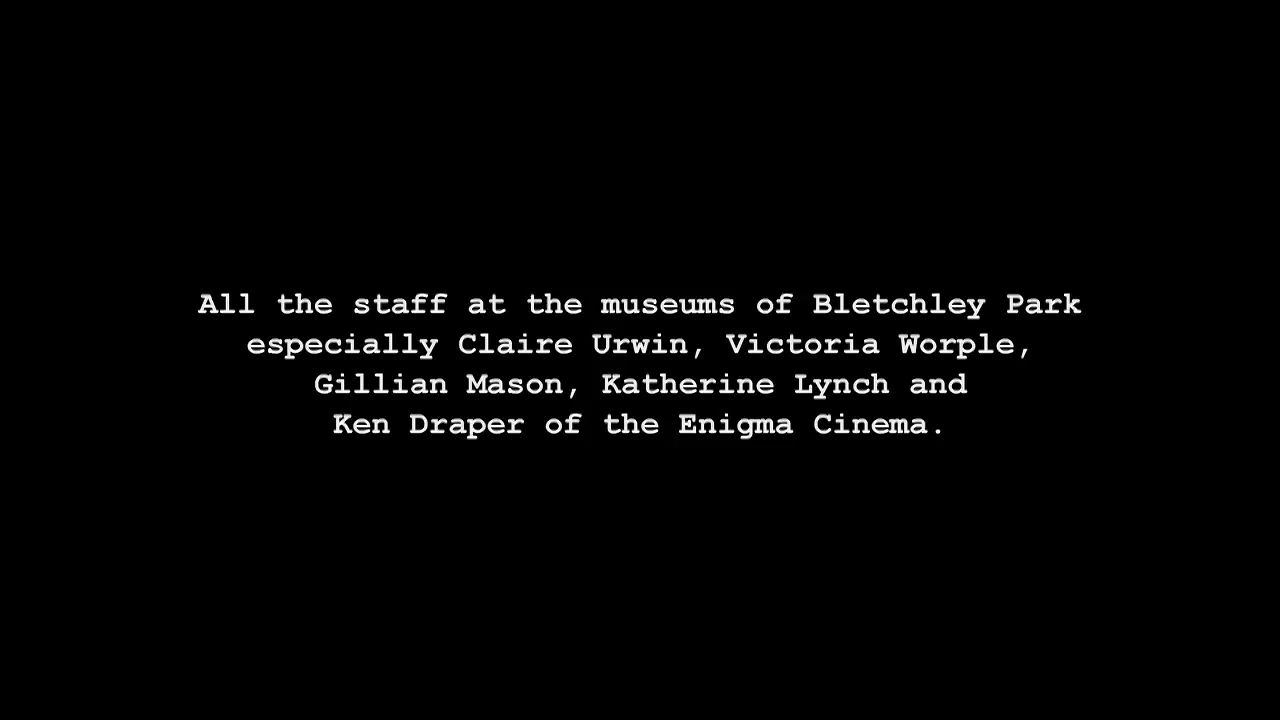 All the staff at the museums of Bletchley Park
especially Claire Urwin, Victoria Worple,
Gillian Mason, Katherine Lynch and
Ken Draper of the Enigma Cinema.